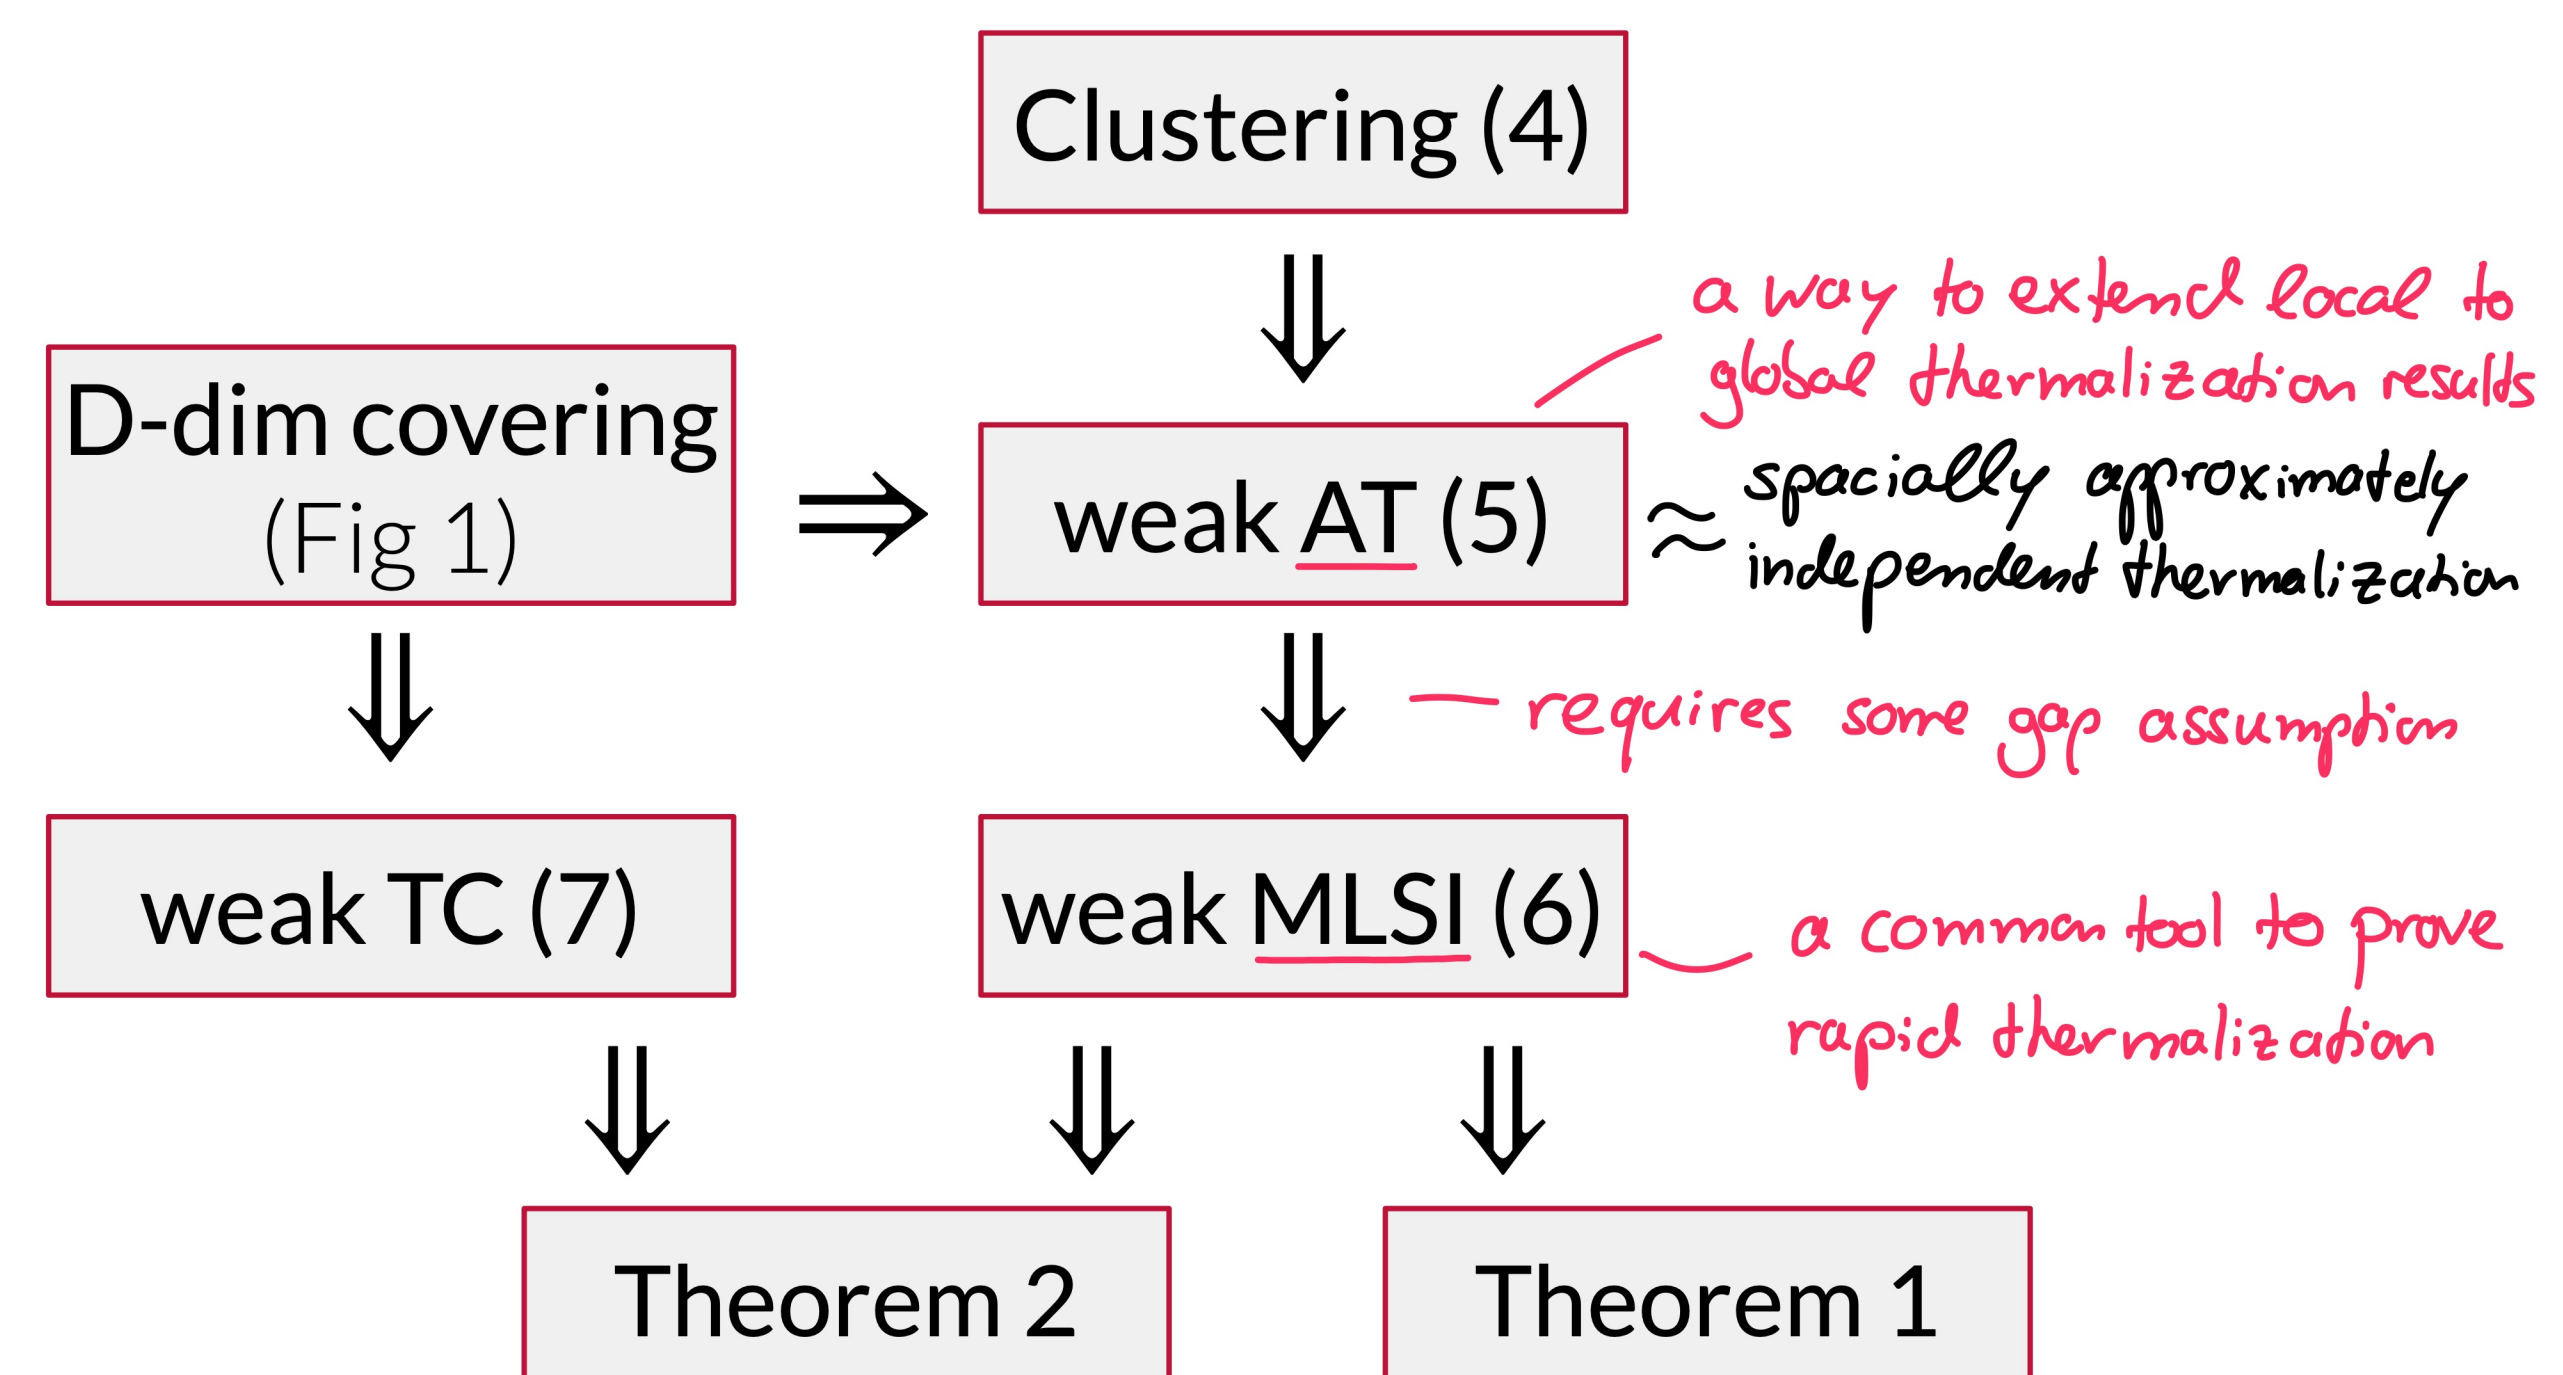 Clustering (4)
a way to extend local to
global thermalization results
D-dim covering
(Fig 1)
weak AT (5)
≈ spacially approximately
independent thermalization
requires some gap assumption
weak TC (7)
weak MLSI (6)
a common tool to prove
rapid thermalization
Theorem 2
Theorem 1